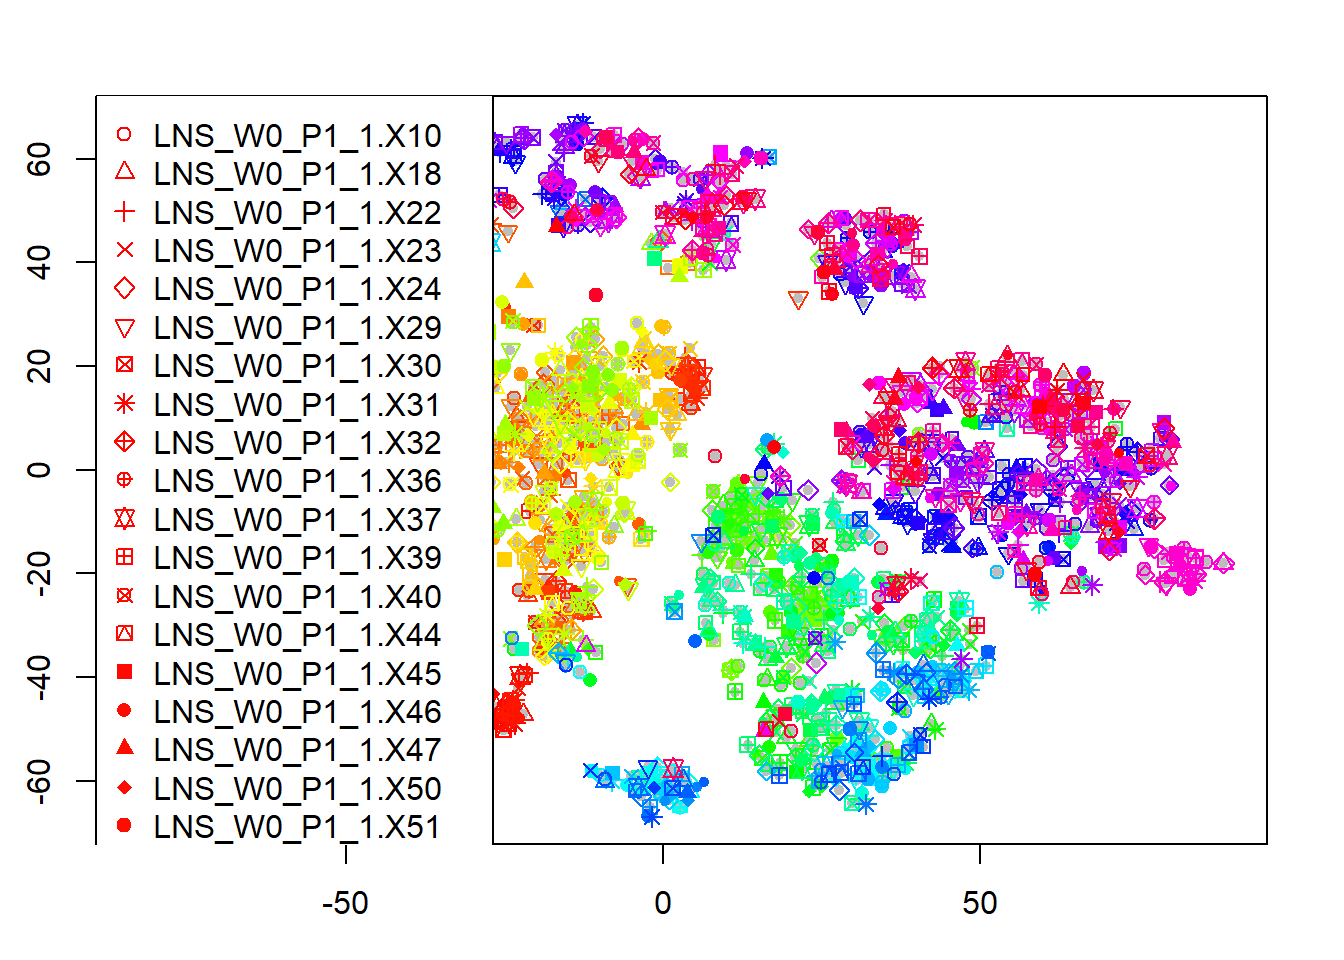 LNS_W0_P1_1.X10
LNS_W0_P1_1.X18
LNS_W0_P1_1.X22
LNS_W0_P1_1.X23
LNS_W0_P1_1.X24
LNS_W0_P1_1.X29
LNS_W0_P1_1.X30
LNS_W0_P1_1.X31
LNS_W0_P1_1.X32
LNS_W0_P1_1.X36
LNS_W0_P1_1.X37
LNS_W0_P1_1.X39
LNS_W0_P1_1.X40
LNS_W0_P1_1.X44
LNS_W0_P1_1.X45
LNS_W0_P1_1.X46
LNS_W0_P1_1.X47
LNS_W0_P1_1.X50
LNS_W0_P1_1.X51
60
40
20
0
-20
-40
-60
-50
0
50